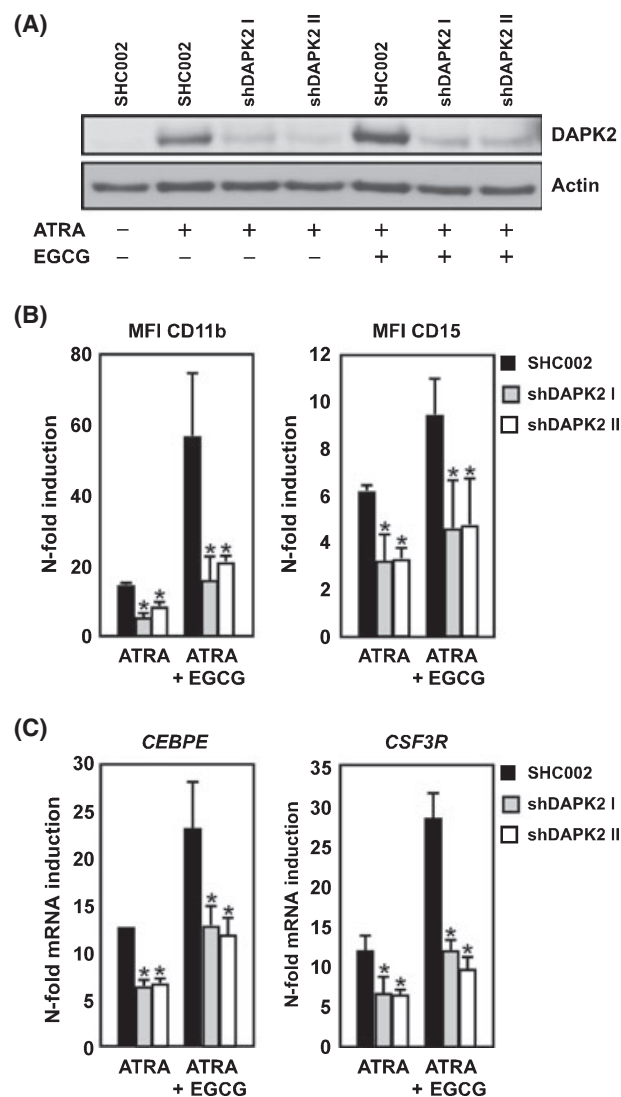 (A)
SHC002 SHC002 shDAPK2 I shDAPK2 II SHC002 shDAPK2 I shDAPK2 II
DAPK2
Actin
ATRA – + + + + + +
EGCG – – – – + + +
(B)
MFI CD11b
80
60
40
20
0
N-fold induction
* * * *
ATRA ATRA
+ EGCG
MFI CD15
12
10
8
6
4
2
0
N-fold induction
* * * *
ATRA ATRA
+ EGCG
SHC002
shDAPK2 I
shDAPK2 II
(C)
CEBPE
30
25
20
15
10
5
0
N-fold mRNA induction
* * * *
ATRA ATRA
+ EGCG
CSF3R
35
30
25
20
15
10
5
0
N-fold mRNA induction
* * * *
ATRA ATRA
+ EGCG
SHC002
shDAPK2 I
shDAPK2 II